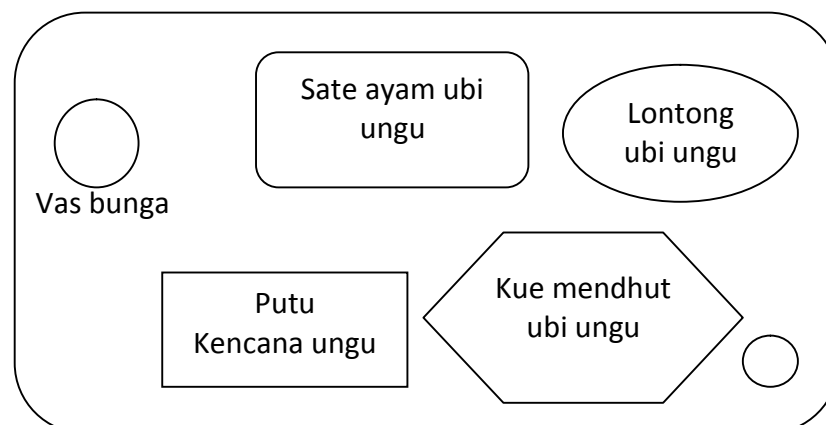 Sate ayam ubi
ungu
Lontong
ubi ungu
Vas bunga
Putu
Kencana ungu
Kue mendhut
ubi ungu